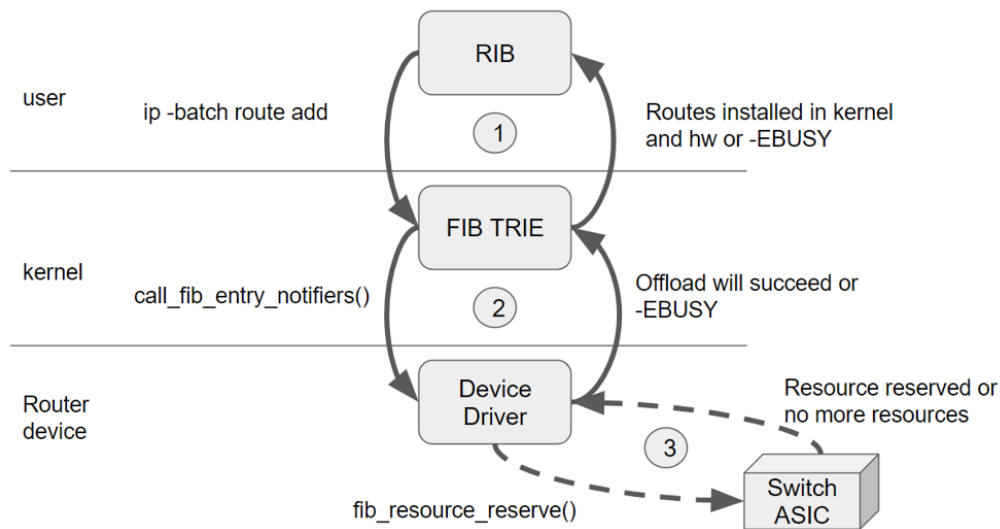 RIB
user
ip -batch route add
1
Routes installed in kernel
and hw or -EBUSY
FIB TRIE
kernel
call_fib_entry_notifiers()
2
Offload will succeed or
-EBUSY
Router
device
Device
Driver
Resource reserved or
no more resources
3
fib_resource_reserve()
Switch
ASIC